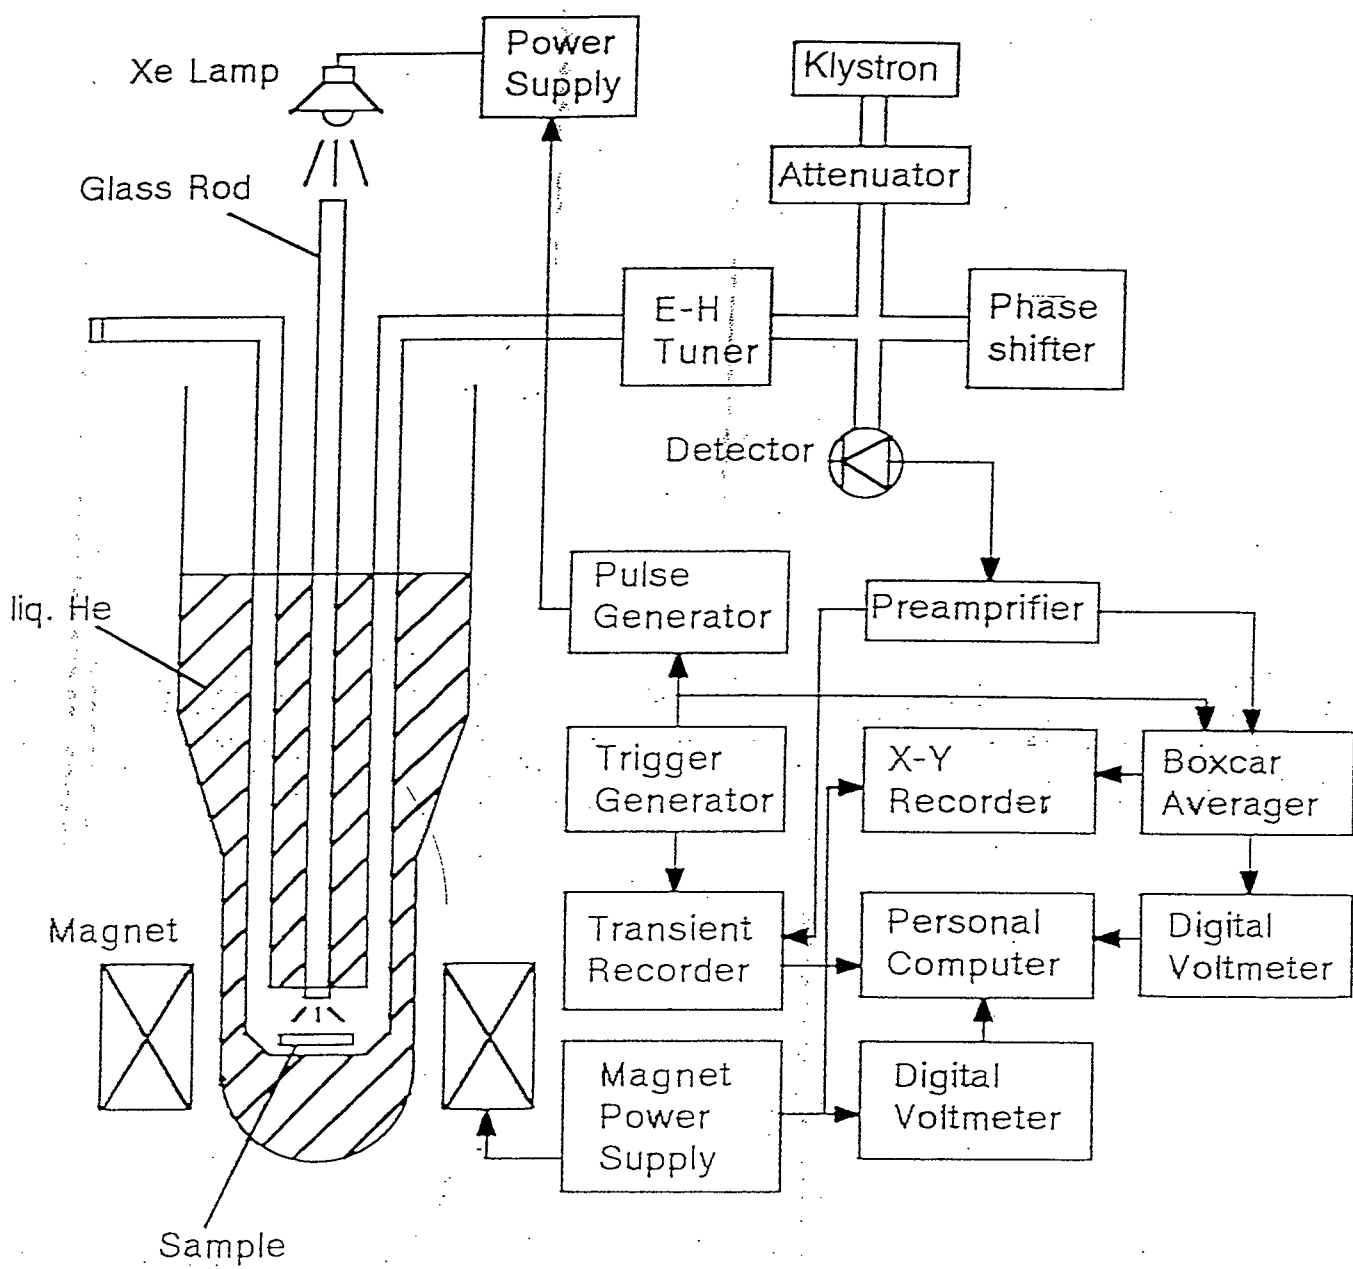 Power
Supply
Xe Lamp
Klystron
Attenuator
Glass Rod
E-H
Tuner
Phase
shifter
Detector
liq. He
Pulse
Generator
Preamprifier
Trigger
Generator
X-Y
Recorder
Boxcar
Averager
Magnet
Transient
Recorder
Personal
Computer
Digital
Voltmeter
Magnet
Power
Supply
Digital
Voltmeter
Sample